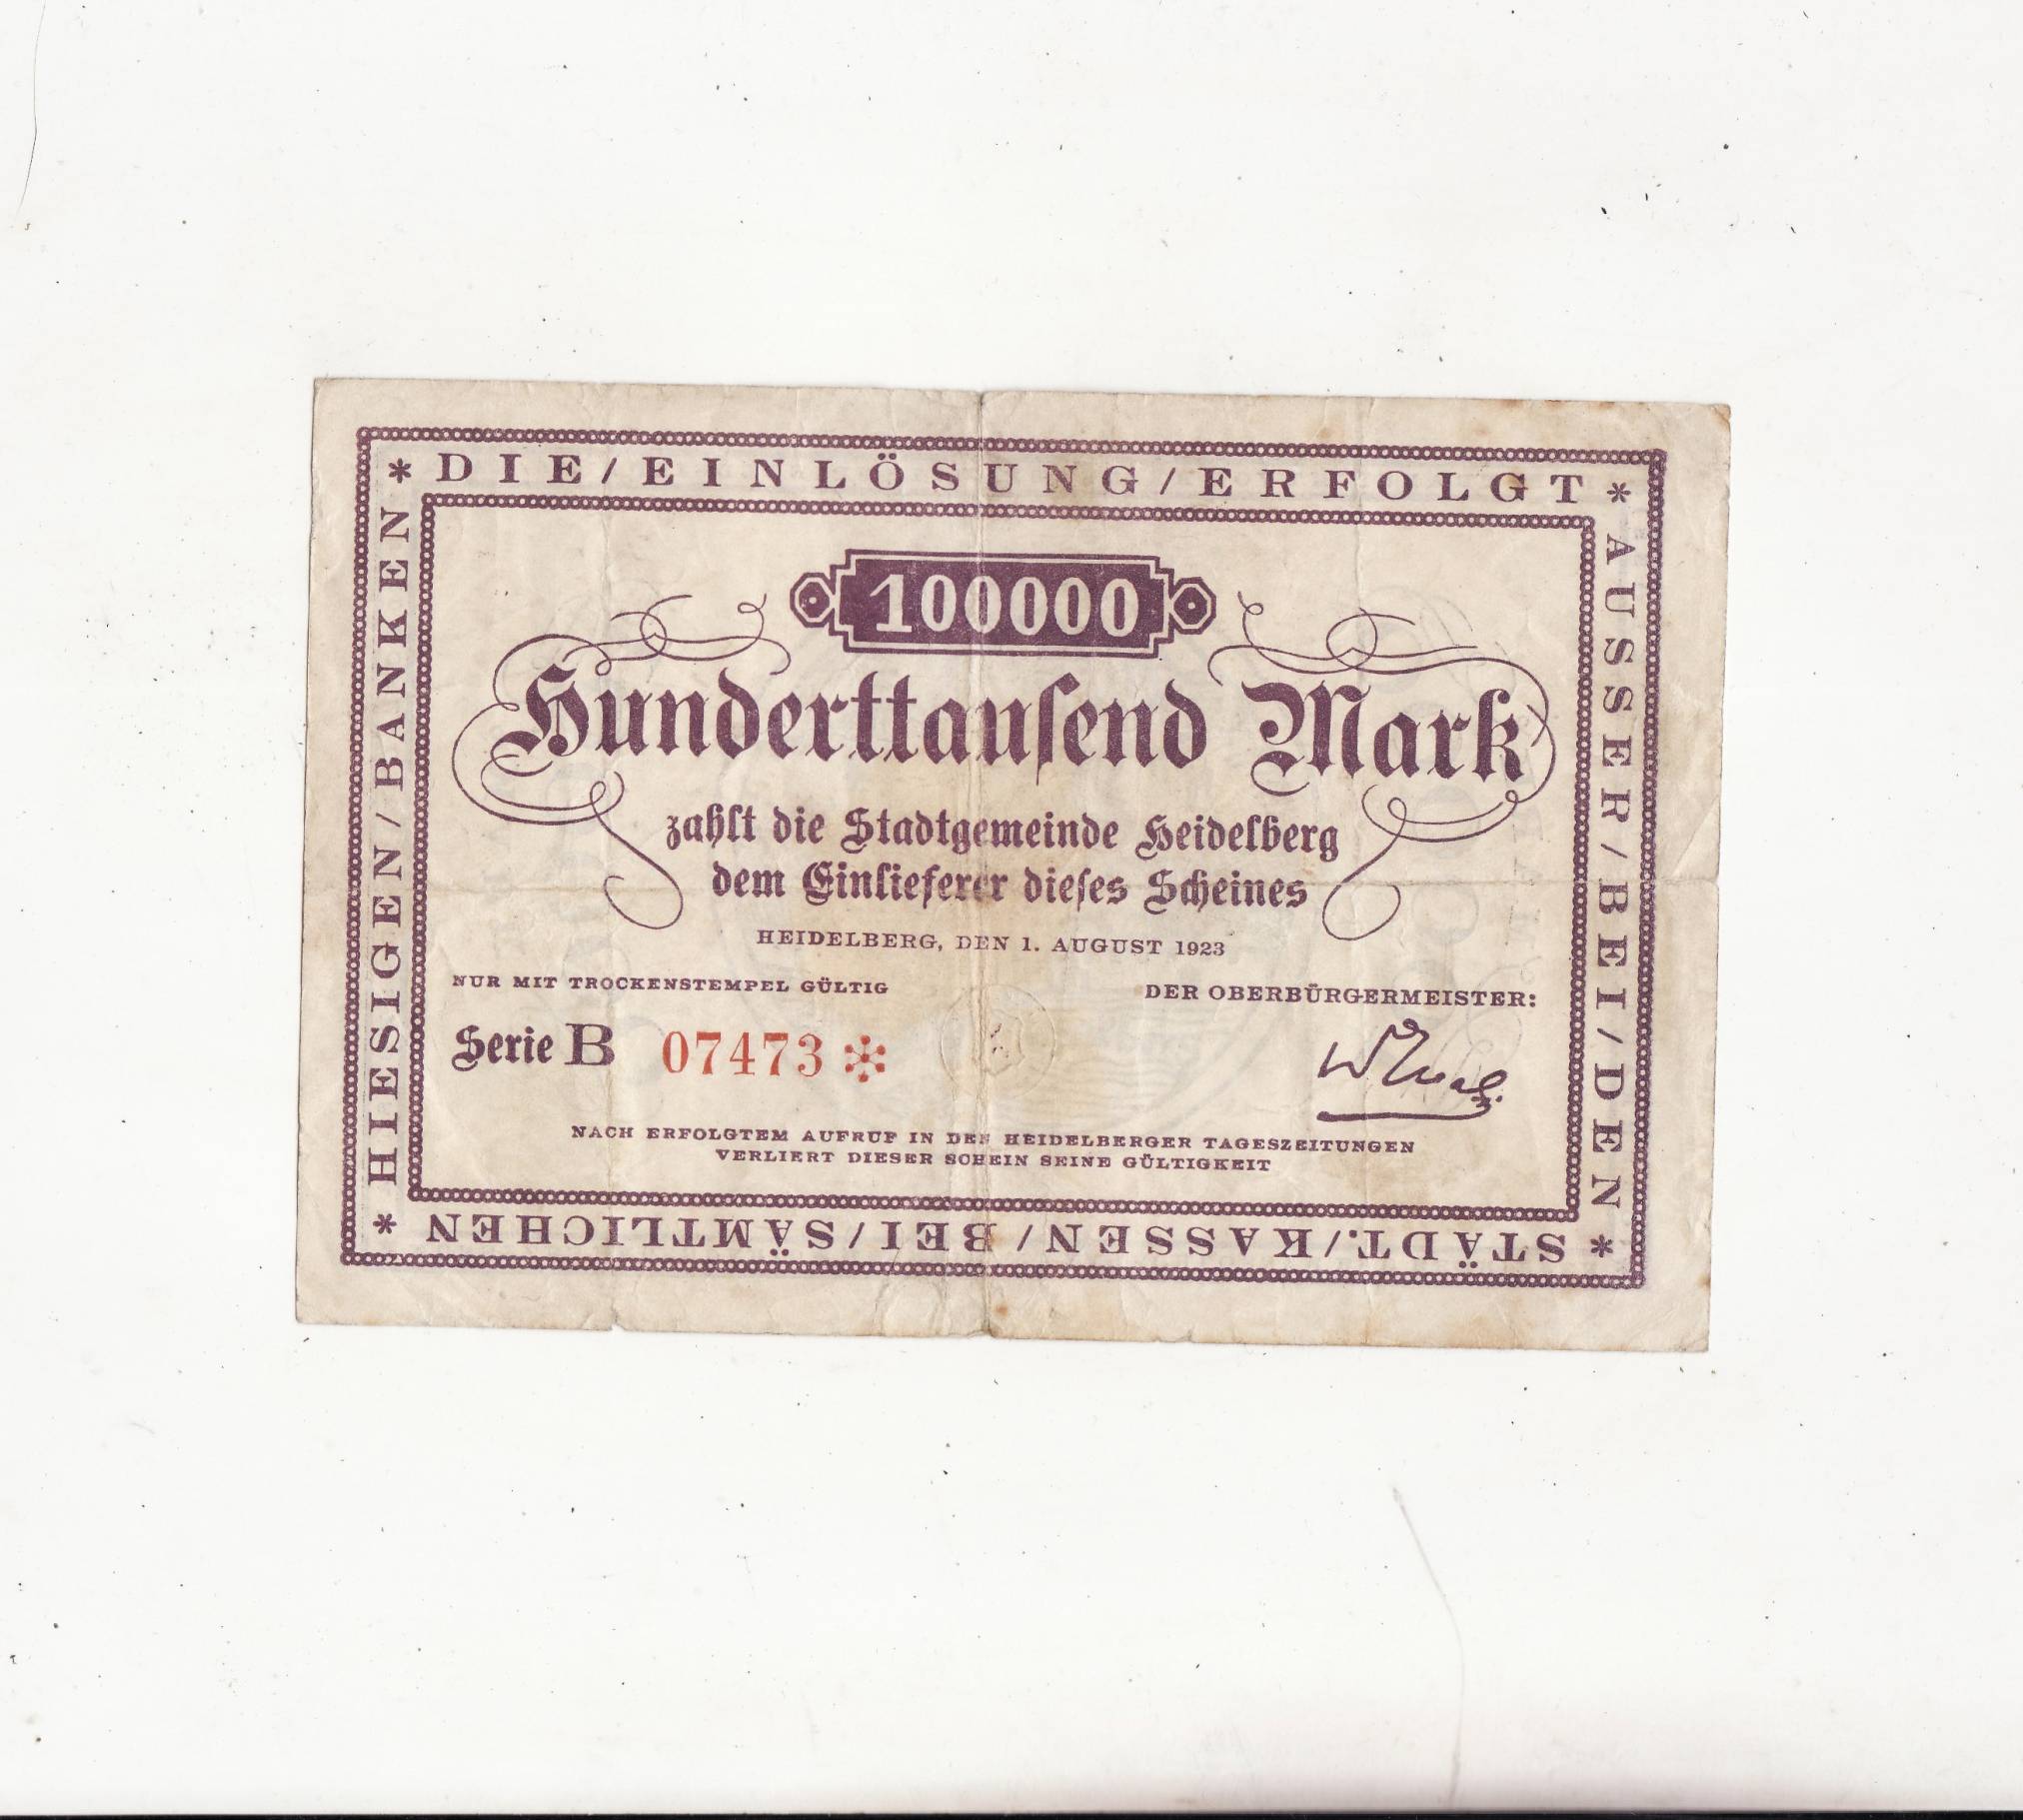 * DIE/EINLÖSUNG/ERFOLGT *
AUSSER/BEI/DEN *
STÄDT./KASSEN/BEI/SÄMTLICHEN *
HIESIGEN/BANKEN
100000
Hunderttauſend Mark
zahlt die Stadtgemeinde Heidelberg
dem Einlieferer dieſes Scheines
HEIDELBERG, DEN 1. AUGUST 1923
NUR MIT TROCKENSTEMPEL GÜLTIG
DER OBERBÜRGERMEISTER:
Serie B 07473 *
NACH ERFOLGTEM AUFRUF IN DEN HEIDELBERGER TAGESZEITUNGEN
VERLIERT DIESER SCHEIN SEINE GÜLTIGKEIT